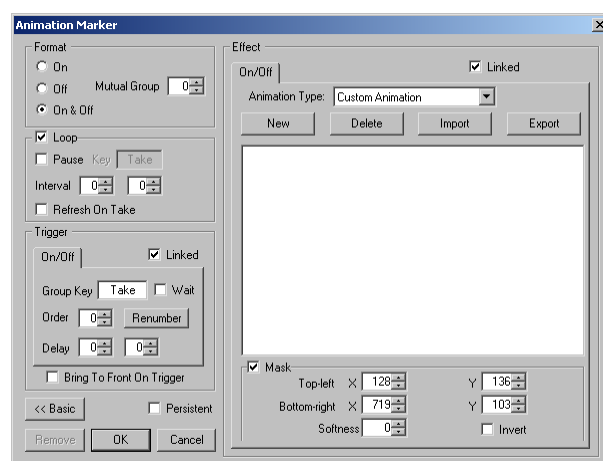 Animation Marker
Format
On
Off
Mutual Group 0
On & Off
Loop
Pause Key Take
Interval 0 0
Refresh On Take
Trigger
On/Off
Linked
Group Key Take Wait
Order 0 Renumber
Delay 0 0
Bring To Front On Trigger
<< Basic
Persistent
Remove OK Cancel
Effect
On/Off
Linked
Animation Type: Custom Animation
New Delete Import Export
Mask
Top-left X 128 Y 136
Bottom-right X 719 Y 103
Softness 0 Invert